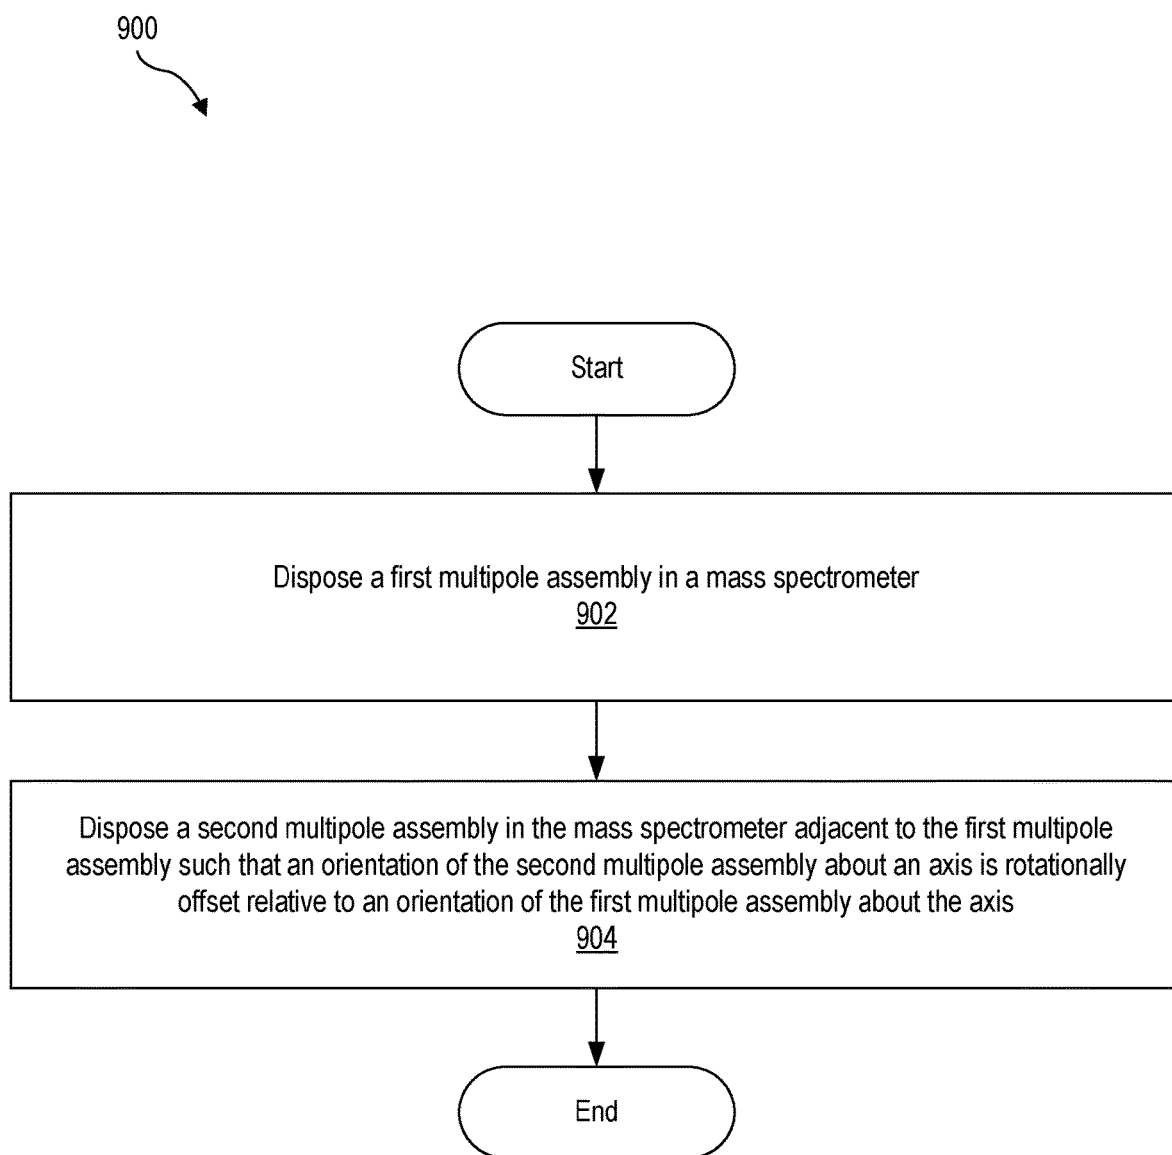 900
Start
Dispose a first multipole assembly in a mass spectrometer
902
Dispose a second multipole assembly in the mass spectrometer adjacent to the first multipole
assembly such that an orientation of the second multipole assembly about an axis is rotationally
offset relative to an orientation of the first multipole assembly about the axis
904
End